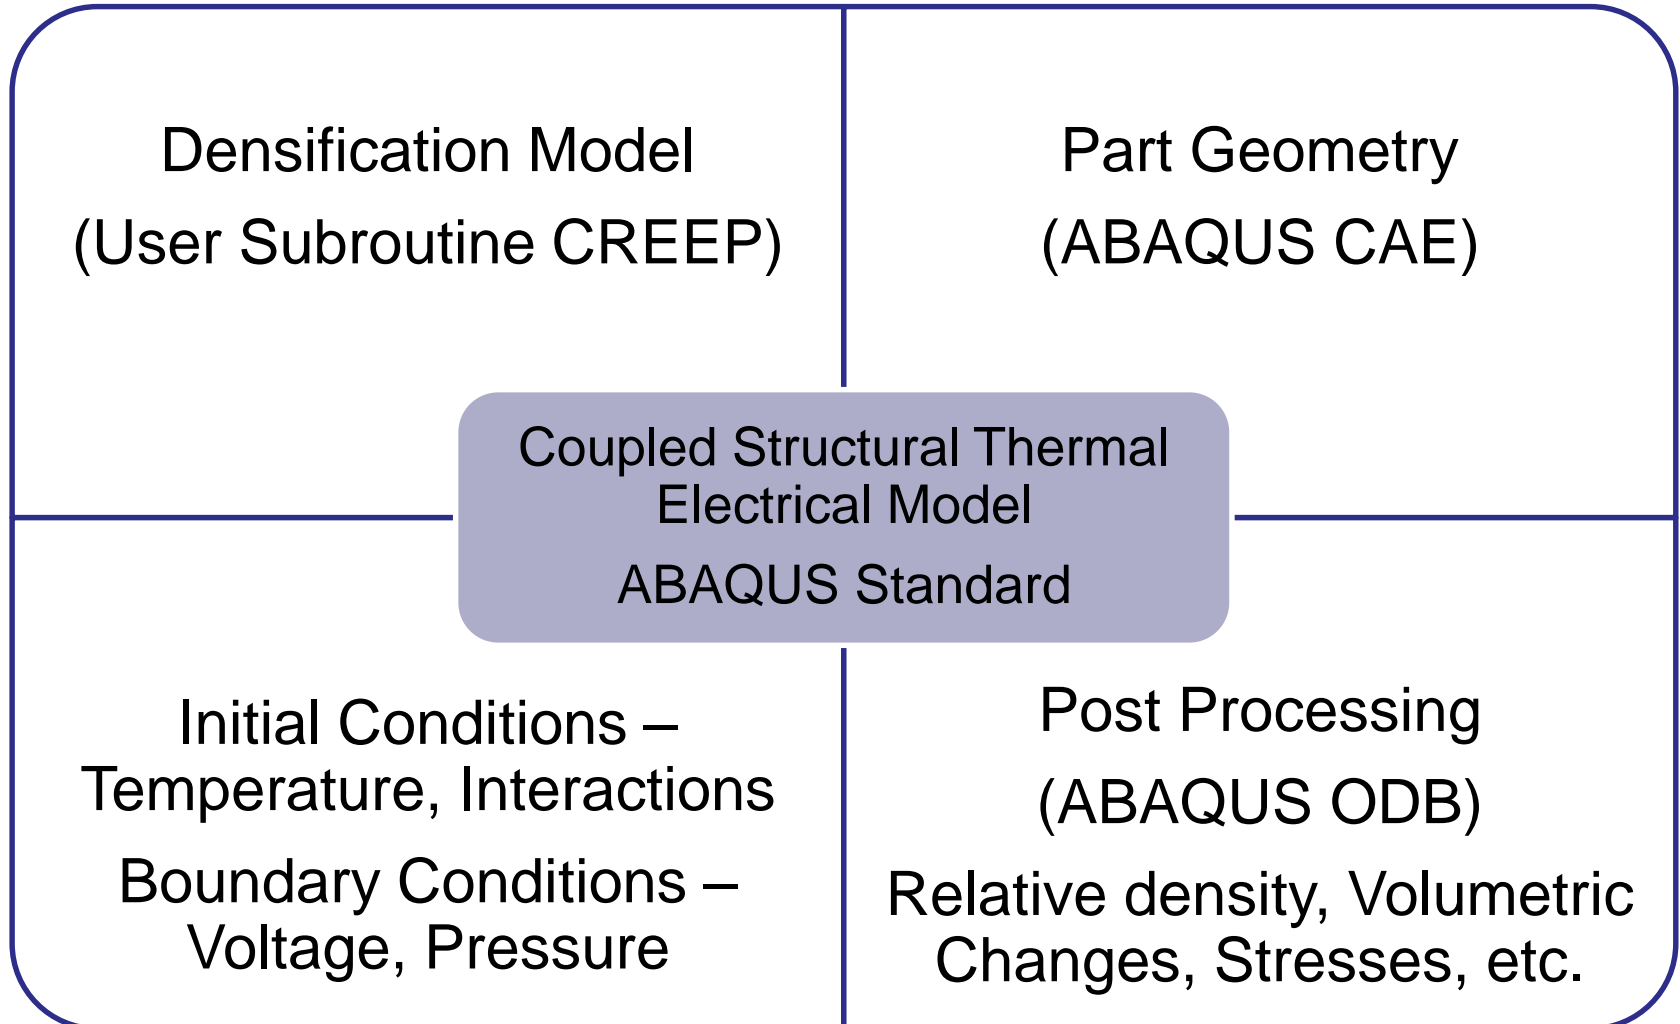 Densification Model
(User Subroutine CREEP)
Part Geometry
(ABAQUS CAE)
Coupled Structural Thermal
Electrical Model
ABAQUS Standard
Initial Conditions –
Temperature, Interactions
Boundary Conditions –
Voltage, Pressure
Post Processing
(ABAQUS ODB)
Relative density, Volumetric
Changes, Stresses, etc.